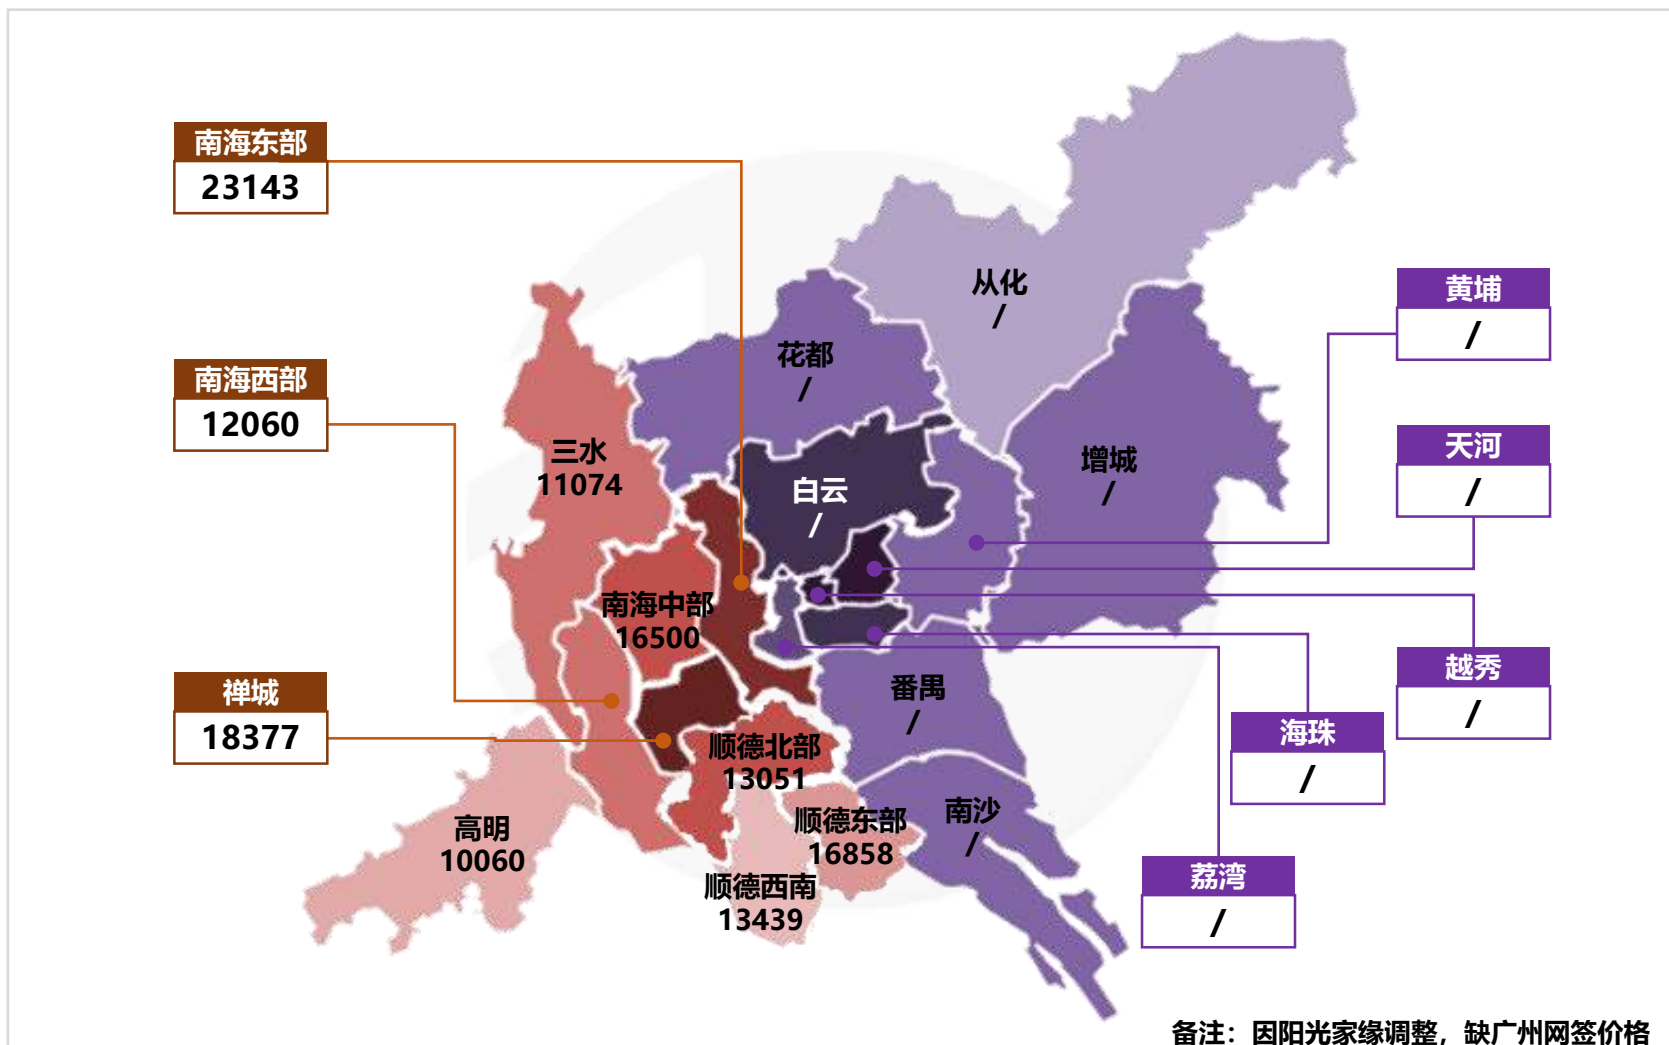 南海东部
23143
南海西部
12060
禅城
18377
从化
/
花都
/
三水
11074
白云
/
增城
/
南海中部
16500
番禺
/
顺德北部
13051
顺德东部
16858
南沙
/
高明
10060
顺德西南
13439
黄埔
/
天河
/
越秀
/
海珠
/
荔湾
/
备注：因阳光家缘调整，缺广州网签价格